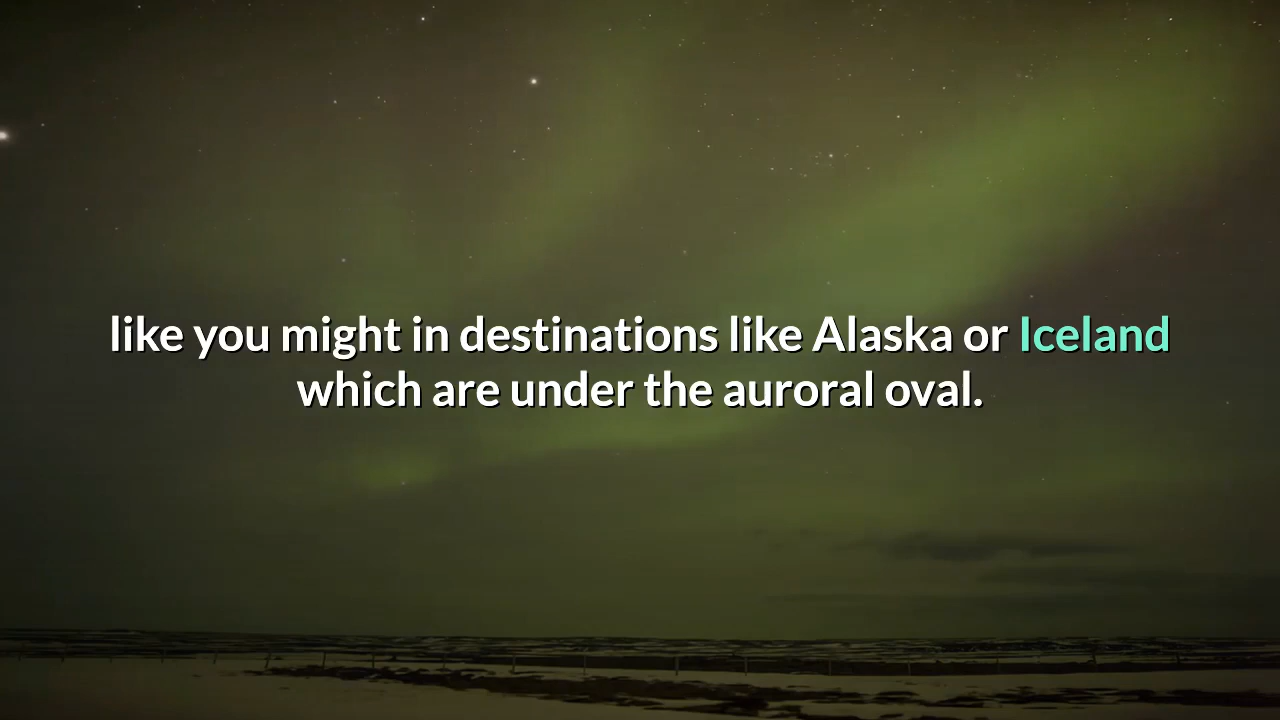 like you might in destinations like Alaska or Iceland
which are under the auroral oval.